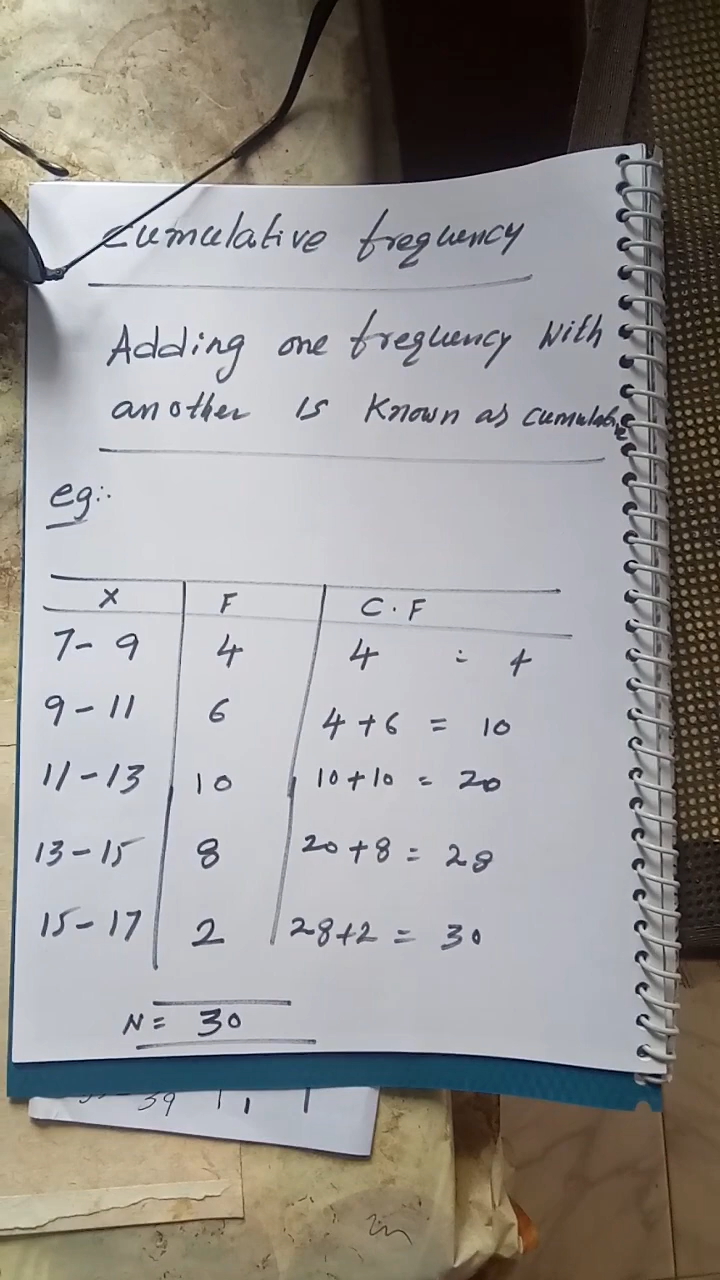 Cumulative frequency
Adding one frequency with
another is known as cumulative
eg:-
X F C.F
7-9 4 4 = 4
9-11 6 4+6 = 10
11-13 10 10+10 = 20
13-15 8 20+8 = 28
15-17 2 28+2 = 30
N = 30
39